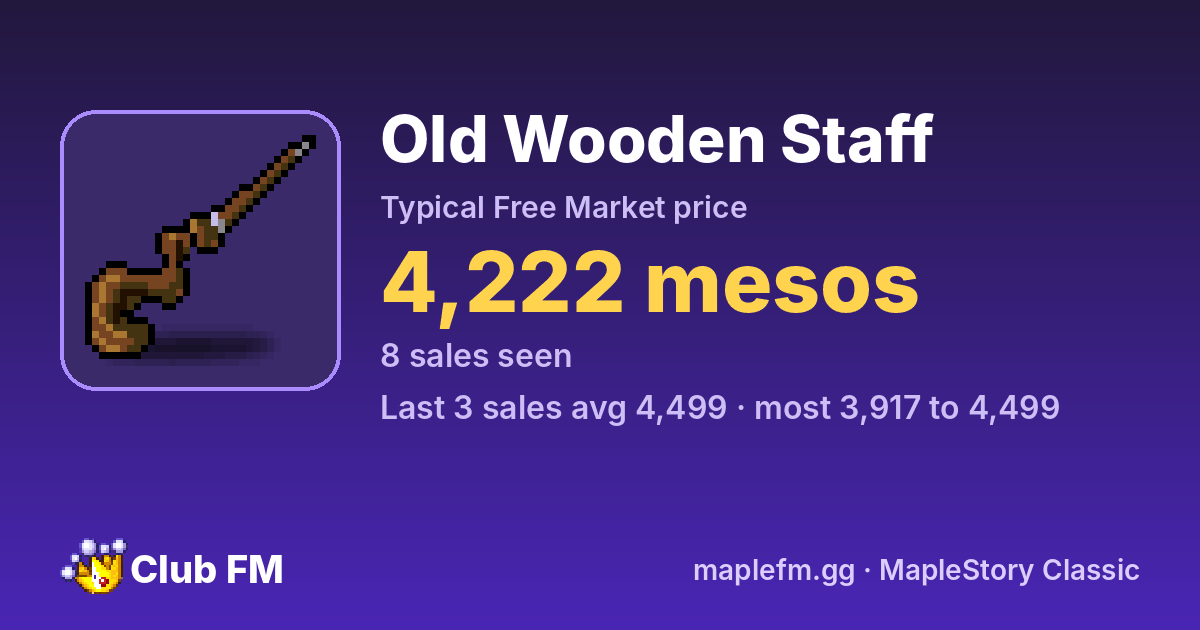 Old Wooden Staff
Typical Free Market price
4,222 mesos
8 sales seen
Last 3 sales avg 4,499 · most 3,917 to 4,499
Club FM
maplefm.gg · MapleStory Classic